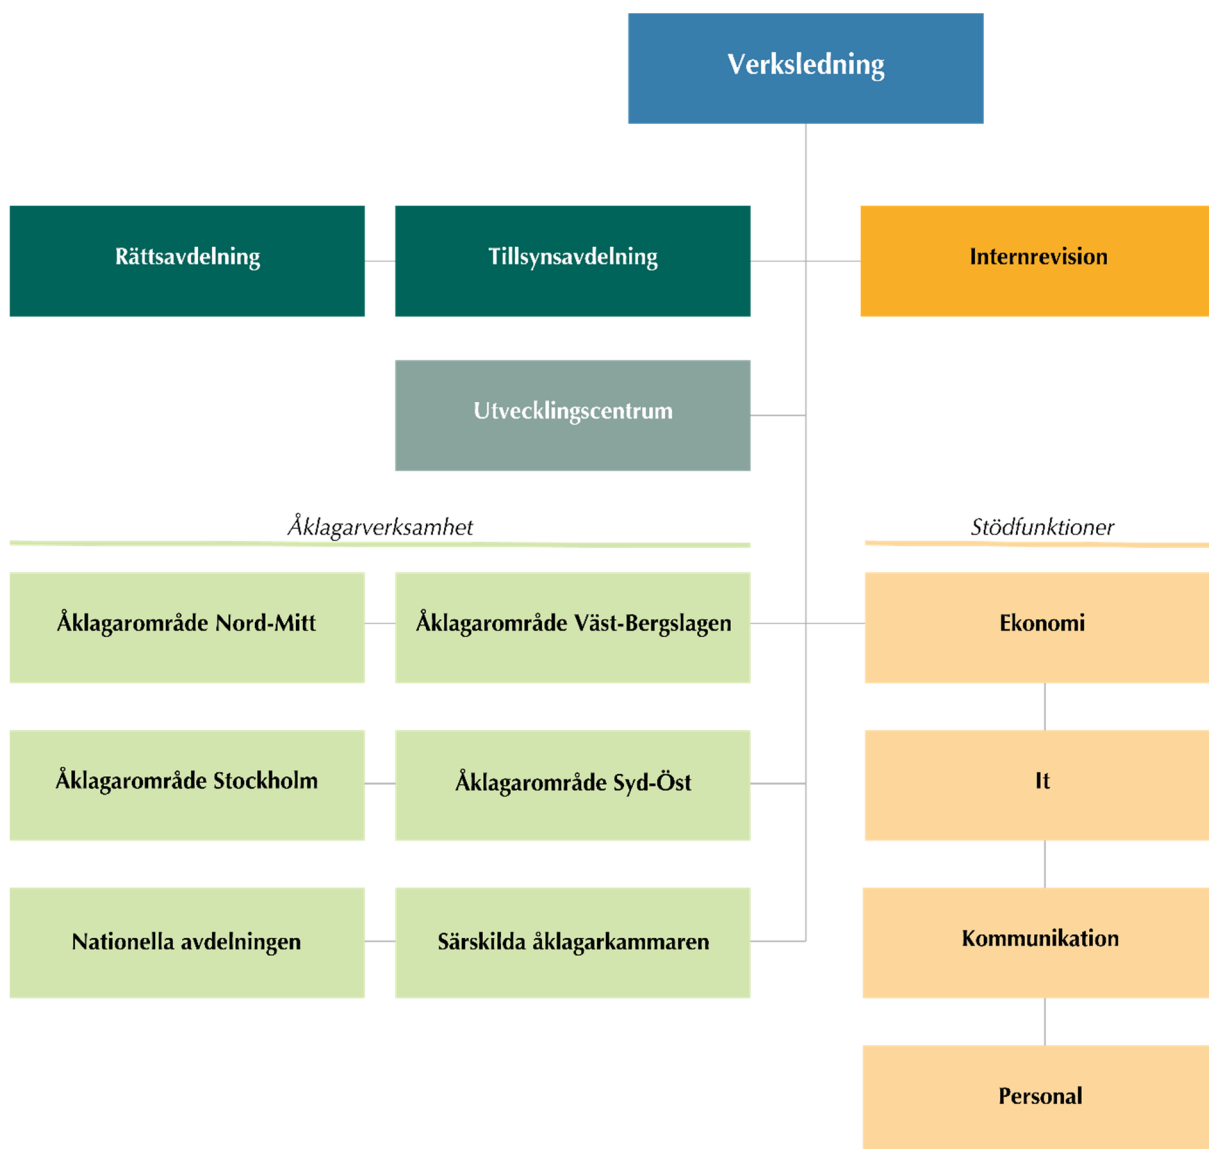 Verksledning
Rättsavdelning
Tillsynsavdelning
Internrevision
Utvecklingscentrum
Åklagarverksamhet
Stödfunktioner
Åklagarområde Nord-Mitt
Åklagarområde Väst-Bergslagen
Ekonomi
Åklagarområde Stockholm
Åklagarområde Syd-Öst
It
Nationella avdelningen
Särskilda åklagarkammaren
Kommunikation
Personal